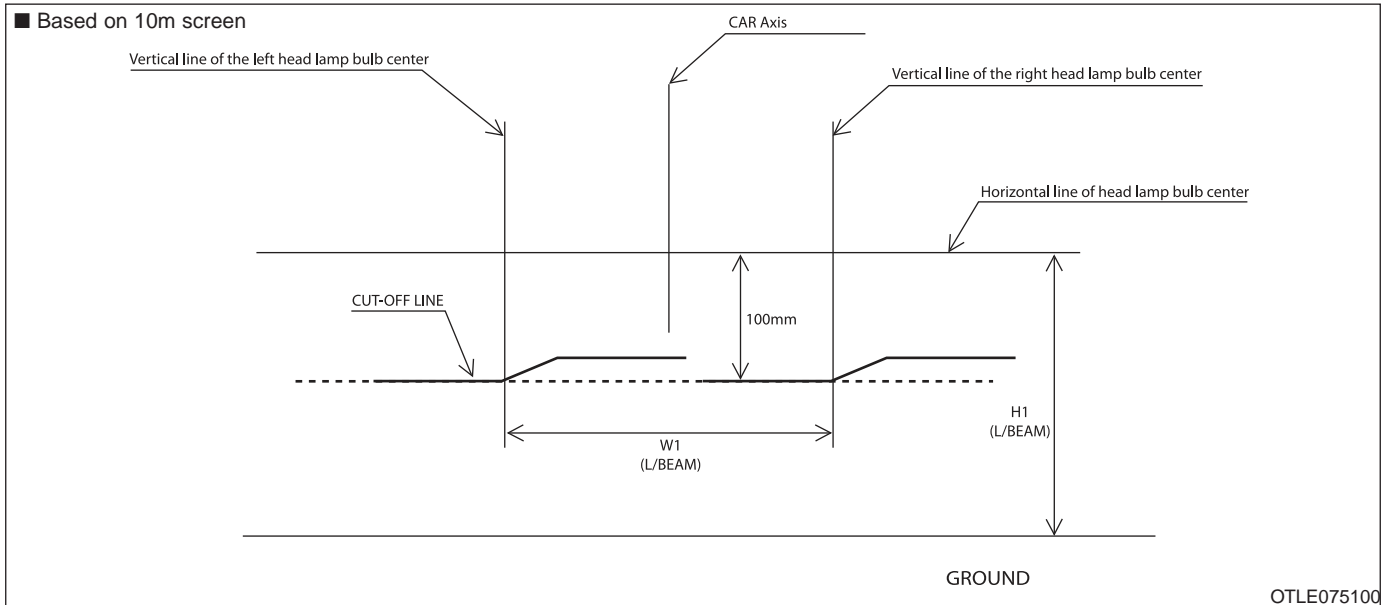 ■ Based on 10m screen
CAR Axis
Vertical line of the left head lamp bulb center
Vertical line of the right head lamp bulb center
Horizontal line of head lamp bulb center
CUT-OFF LINE
100mm
H1
(L/BEAM)
W1
(L/BEAM)
GROUND
OTLE075100